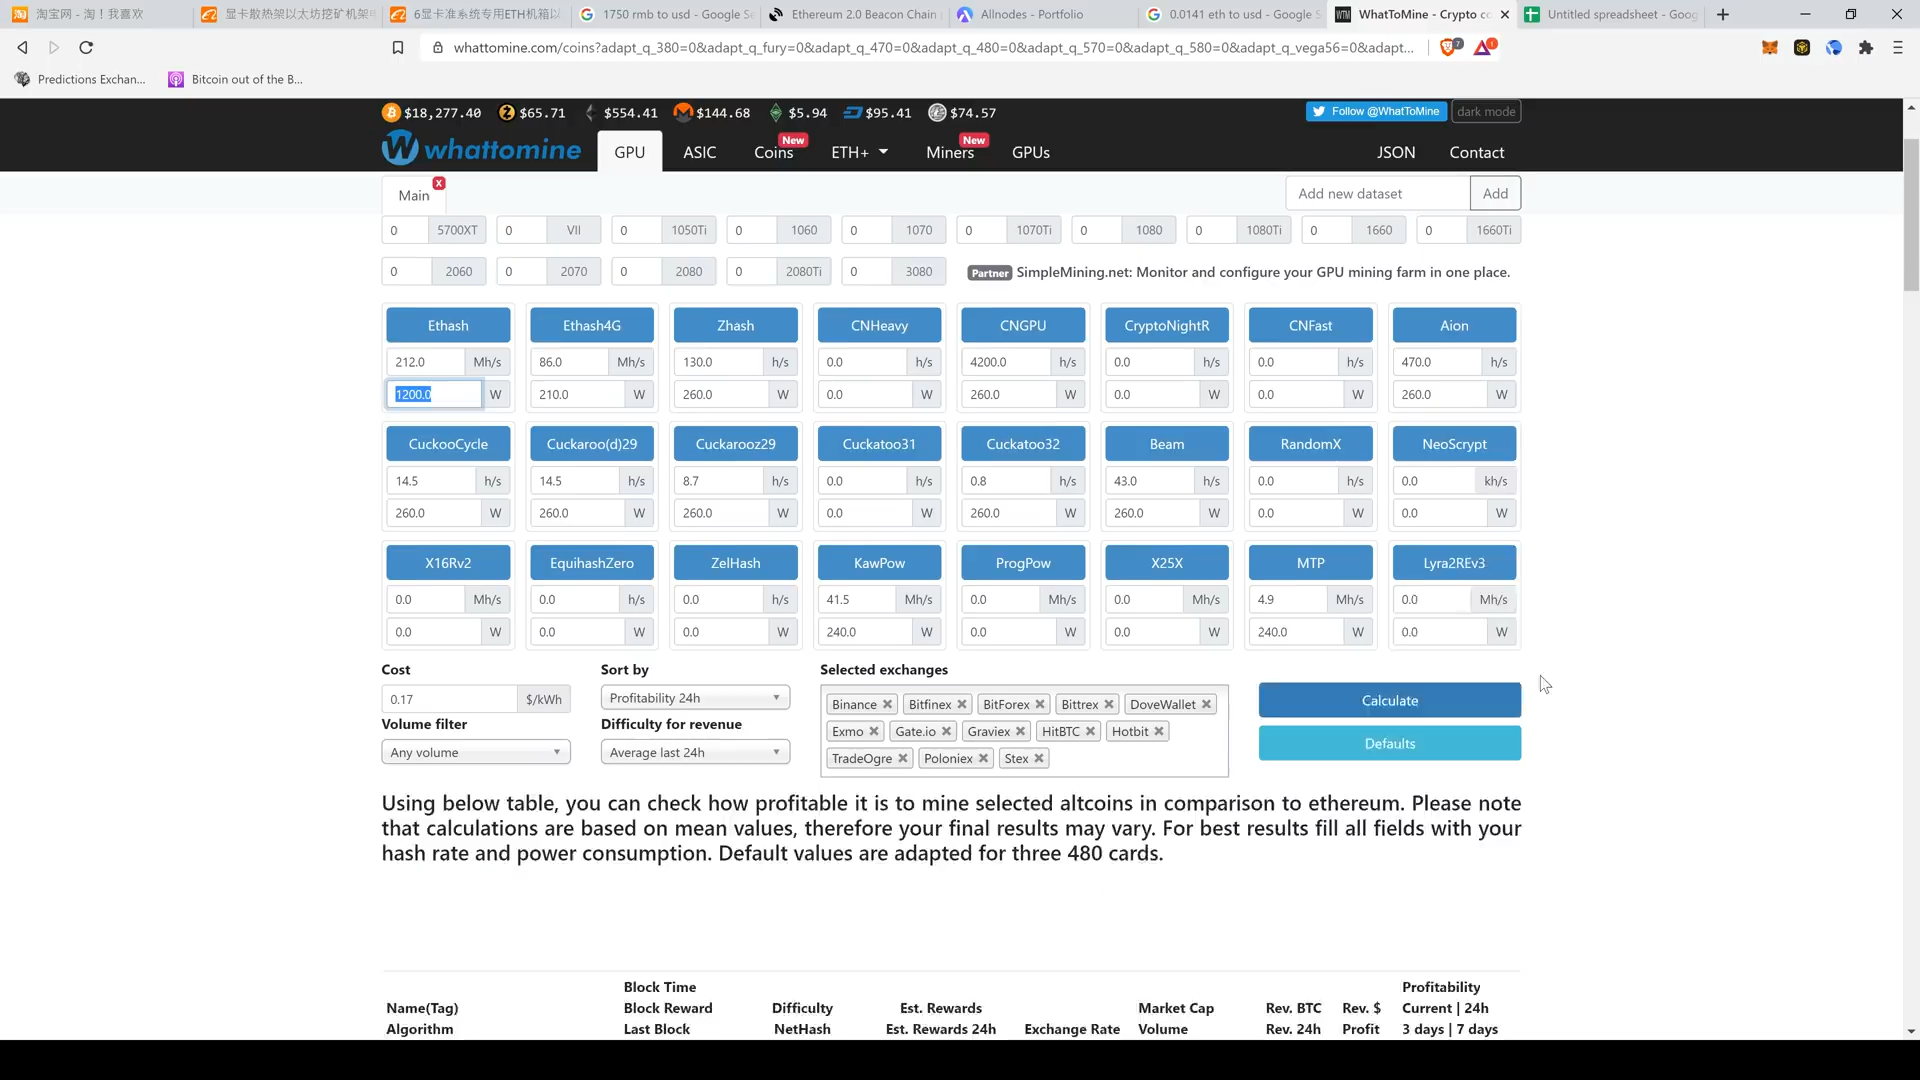 淘宝网 - 淘！我喜欢
显卡散热架以太坊挖矿机架电
6显卡准系统专用ETH机箱以
1750 rmb to usd - Google Se
Ethereum 2.0 Beacon Chain
Allnodes - Portfolio
0.0141 eth to usd - Google S
WhatToMine - Crypto co
Untitled spreadsheet - Goog
whattomine.com/coins?adapt_q_380=0&adapt_q_fury=0&adapt_q_470=0&adapt_q_480=0&adapt_q_570=0&adapt_q_580=0&adapt_q_vega56=0&adapt...
7
1
Predictions Exchan...
Bitcoin out of the B...
$18,277.40 $65.71 $554.41 $144.68 $5.94 $95.41 $74.57
Follow @WhatToMine dark mode
whattomine
GPU ASIC Coins New ETH+ Miners New GPUs JSON Contact
Main x Add new dataset Add
0 5700XT 0 VII 0 1050Ti 0 1060 0 1070 0 1070Ti 0 1080 0 1080Ti 0 1660 0 1660Ti
0 2060 0 2070 0 2080 0 2080Ti 0 3080 Partner SimpleMining.net: Monitor and configure your GPU mining farm in one place.
Ethash Ethash4G Zhash CNHeavy CNGPU CryptoNightR CNFast Aion
212.0 Mh/s 86.0 Mh/s 130.0 h/s 0.0 h/s 4200.0 h/s 0.0 h/s 0.0 h/s 470.0 h/s
1200.0 W 210.0 W 260.0 W 0.0 W 260.0 W 0.0 W 0.0 W 260.0 W
CuckooCycle Cuckaroo(d)29 Cuckarooz29 Cuckatoo31 Cuckatoo32 Beam RandomX NeoScrypt
14.5 h/s 14.5 h/s 8.7 h/s 0.0 h/s 0.8 h/s 43.0 h/s 0.0 h/s 0.0 kh/s
260.0 W 260.0 W 260.0 W 0.0 W 260.0 W 260.0 W 0.0 W 0.0 W
X16Rv2 EquihashZero ZelHash KawPow ProgPow X25X MTP Lyra2REv3
0.0 Mh/s 0.0 h/s 0.0 h/s 41.5 Mh/s 0.0 Mh/s 0.0 Mh/s 4.9 Mh/s 0.0 Mh/s
0.0 W 0.0 W 0.0 W 240.0 W 0.0 W 0.0 W 240.0 W 0.0 W
Cost Sort by Selected exchanges
0.17 $/kWh Profitability 24h Binance Bitfinex BitForex Bittrex DoveWallet Calculate
Volume filter Difficulty for revenue Exmo Gate.io Graviex HitBTC Hotbit
Any volume Average last 24h TradeOgre Poloniex Stex Defaults
Using below table, you can check how profitable it is to mine selected altcoins in comparison to ethereum. Please note
that calculations are based on mean values, therefore your final results may vary. For best results fill all fields with your
hash rate and power consumption. Default values are adapted for three 480 cards.
Block Time Profitability
Name(Tag) Block Reward Difficulty Est. Rewards Market Cap Rev. BTC Rev. $ Current | 24h
Algorithm Last Block NetHash Est. Rewards 24h Exchange Rate Volume Rev. 24h Profit 3 days | 7 days